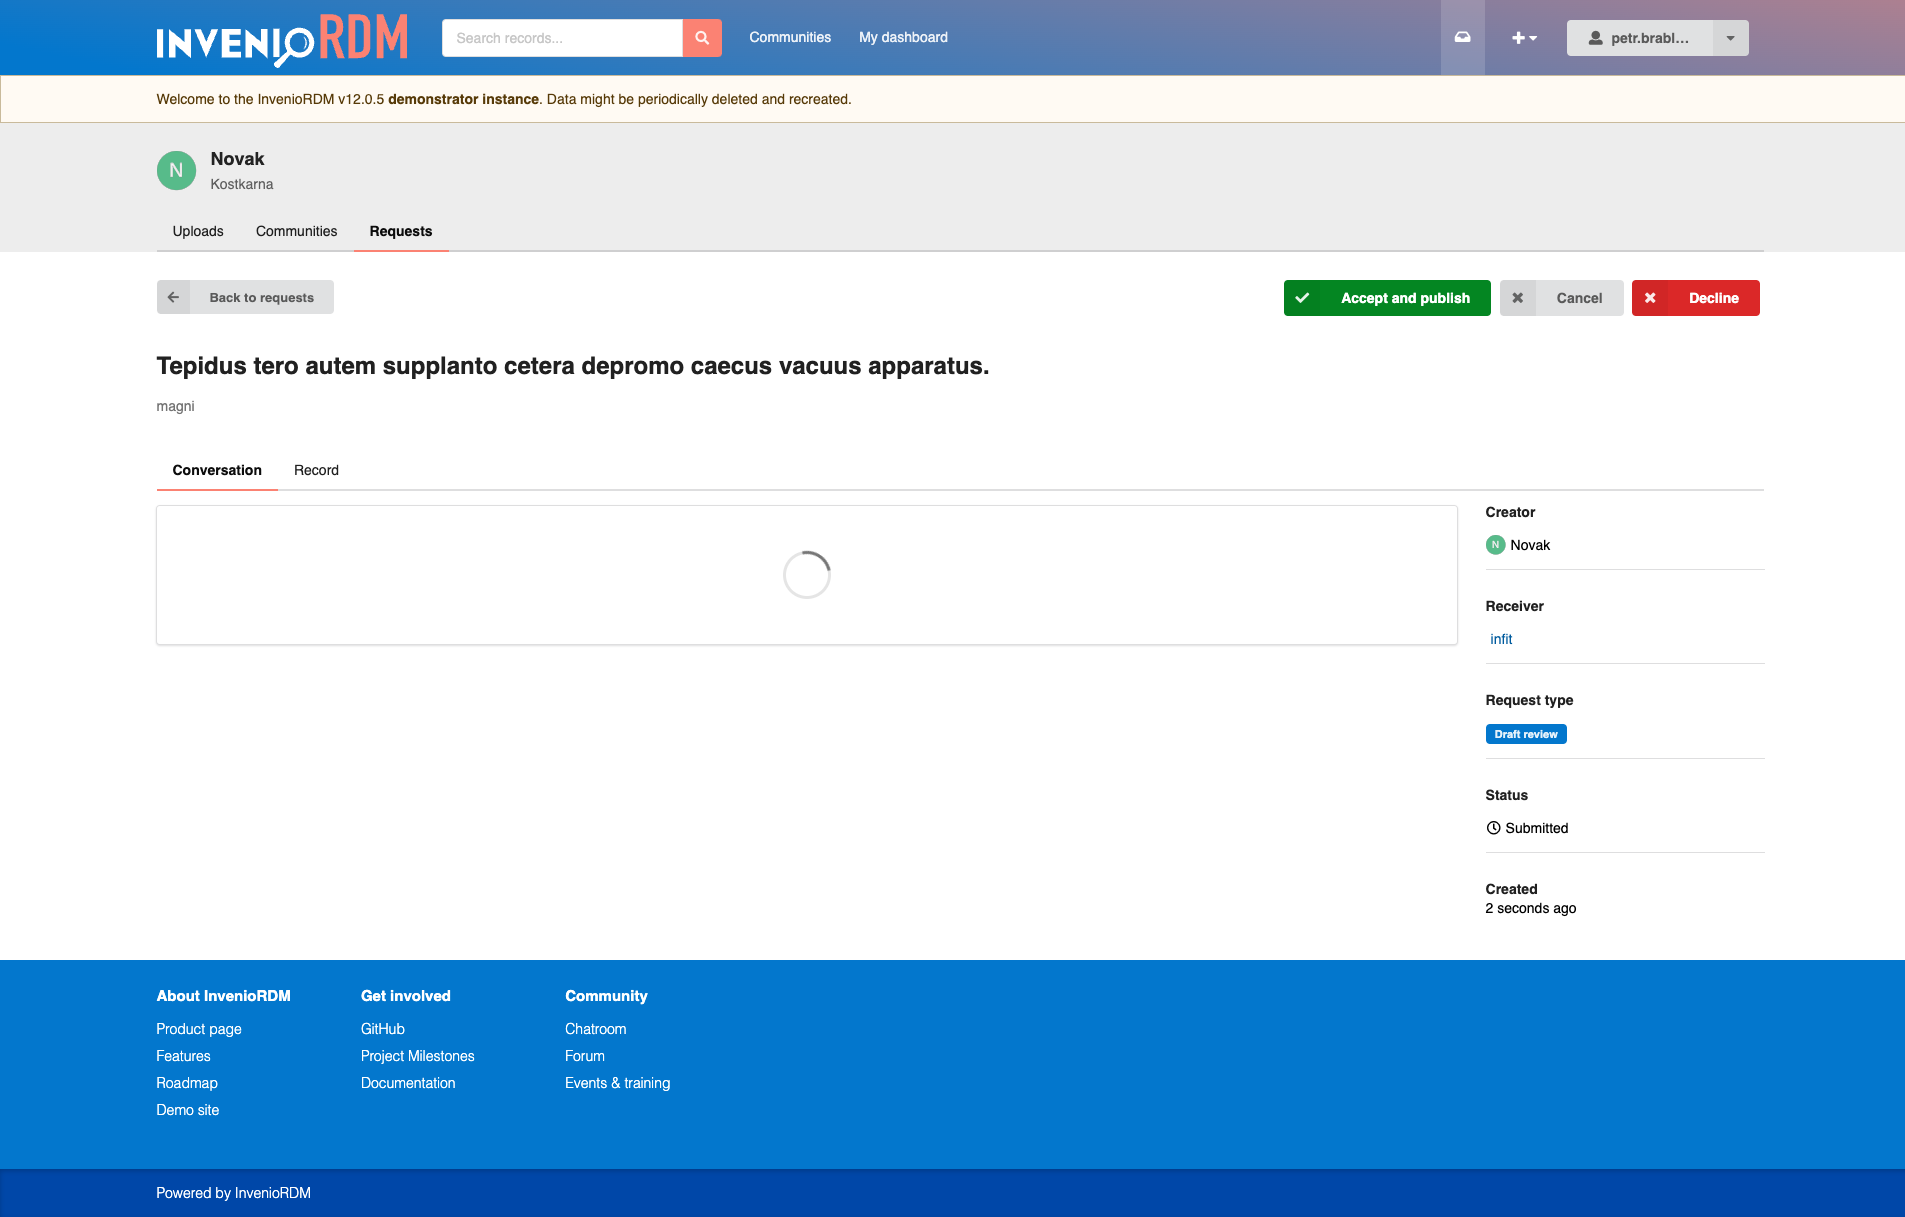 INVENIO RDM
Search records...
Communities
My dashboard
petr.brabl...
Welcome to the InvenioRDM v12.0.5 demonstrator instance. Data might be periodically deleted and recreated.
N
Novak
Kostkarna
Uploads
Communities
Requests
Back to requests
Accept and publish
Cancel
Decline
Tepidus tero autem supplanto cetera depromo caecus vacuus apparatus.
magni
Conversation
Record
Creator
N Novak
Receiver
infit
Request type
Draft review
Status
Submitted
Created
2 seconds ago
About InvenioRDM
Product page
Features
Roadmap
Demo site
Get involved
GitHub
Project Milestones
Documentation
Community
Chatroom
Forum
Events & training
Powered by InvenioRDM